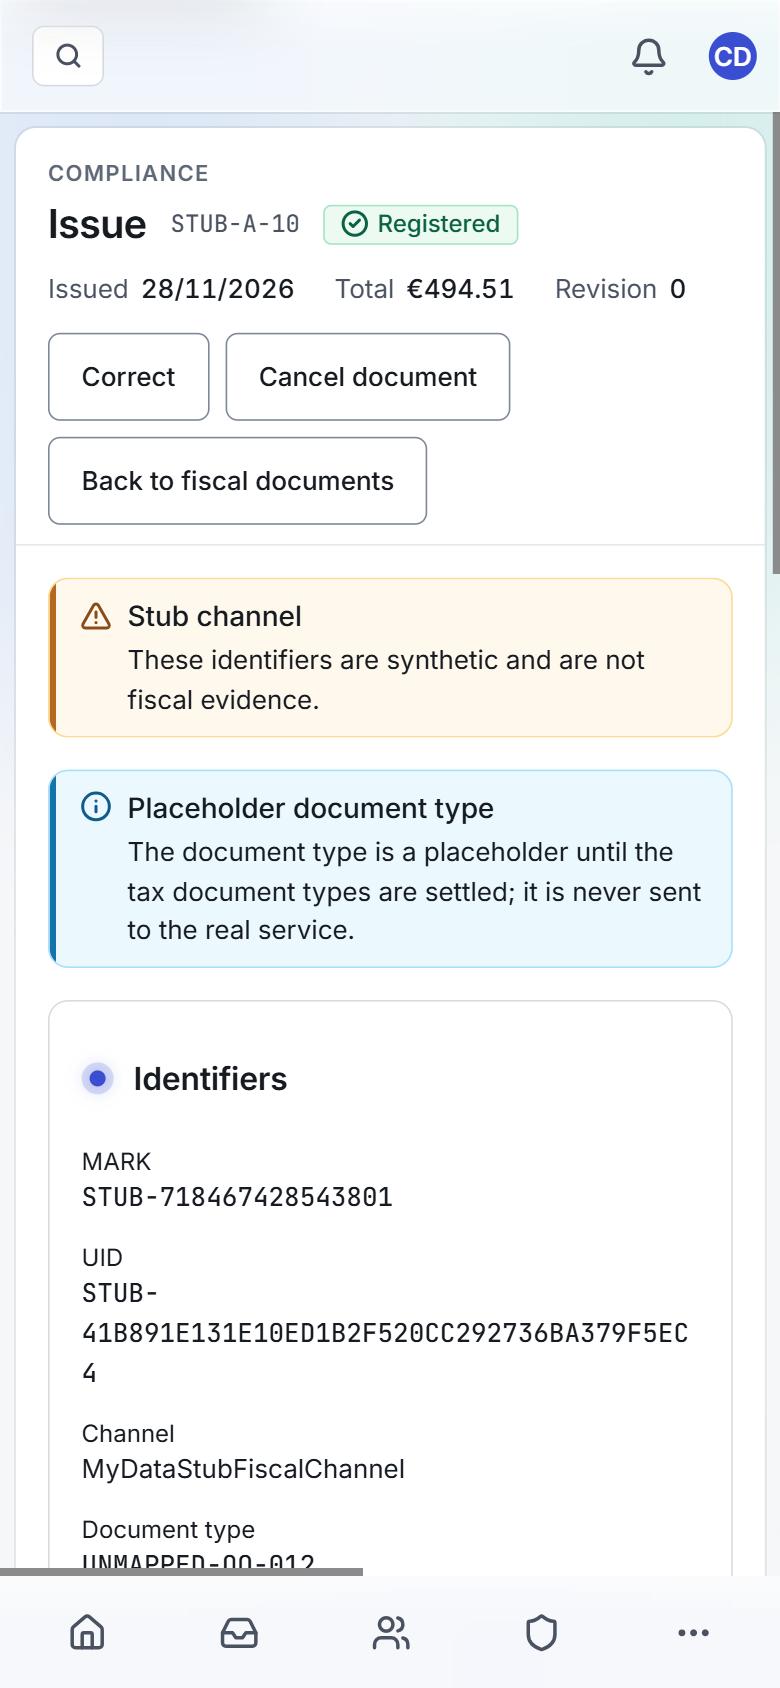 CD
COMPLIANCE
Issue STUB-A-10 Registered
Issued 28/11/2026 Total €494.51 Revision 0
Correct Cancel document
Back to fiscal documents
Stub channel
These identifiers are synthetic and are not
fiscal evidence.
Placeholder document type
The document type is a placeholder until the
tax document types are settled; it is never sent
to the real service.
Identifiers
MARK
STUB-718467428543801
UID
STUB-
41B891E131E10ED1B2F520CC292736BA379F5EC
4
Channel
MyDataStubFiscalChannel
Document type
UNMAPPED-OQ-012